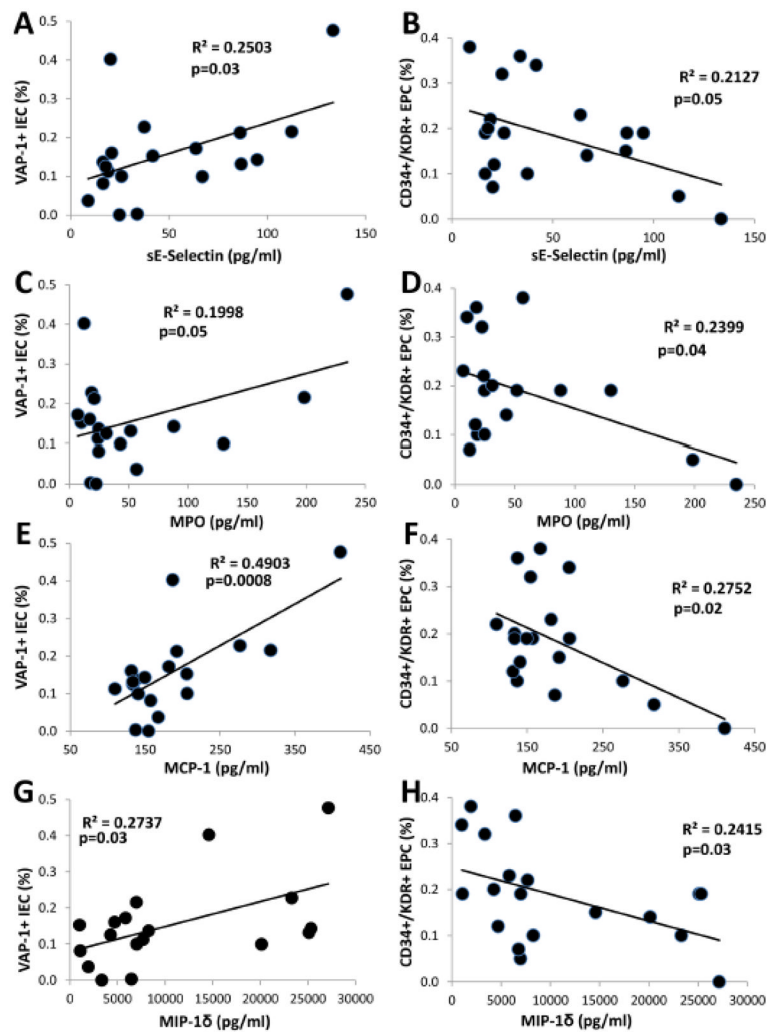 A
VAP-1+ IEC (%)
0.5
0.4
0.3
0.2
0.1
0.0
R² = 0.2503
p=0.03
0 50 100 150
sE-Selectin (pg/ml)
B
CD34+/KDR+ EPC (%)
0.4
0.3
0.2
0.1
0.0
R² = 0.2127
p=0.05
0 50 100 150
sE-Selectin (pg/ml)
C
VAP-1+ IEC (%)
0.5
0.4
0.3
0.2
0.1
0.0
R² = 0.1998
p=0.05
0 50 100 150 200 250
MPO (pg/ml)
D
CD34+/KDR+ EPC (%)
0.4
0.3
0.2
0.1
0.0
R² = 0.2399
p=0.04
0 50 100 150 200 250
MPO (pg/ml)
E
VAP-1+ IEC (%)
0.5
0.4
0.3
0.2
0.1
0.0
R² = 0.4903
p=0.0008
50 150 250 350 450
MCP-1 (pg/ml)
F
CD34+/KDR+ EPC (%)
0.4
0.3
0.2
0.1
0.0
R² = 0.2752
p=0.02
50 150 250 350 450
MCP-1 (pg/ml)
G
VAP-1+ IEC (%)
0.5
0.4
0.3
0.2
0.1
0.0
R² = 0.2737
p=0.03
0 5000 10000 15000 20000 25000 30000
MIP-1δ (pg/ml)
H
CD34+/KDR+ EPC (%)
0.4
0.3
0.2
0.1
0.0
R² = 0.2415
p=0.03
0 5000 10000 15000 20000 25000 30000
MIP-1δ (pg/ml)